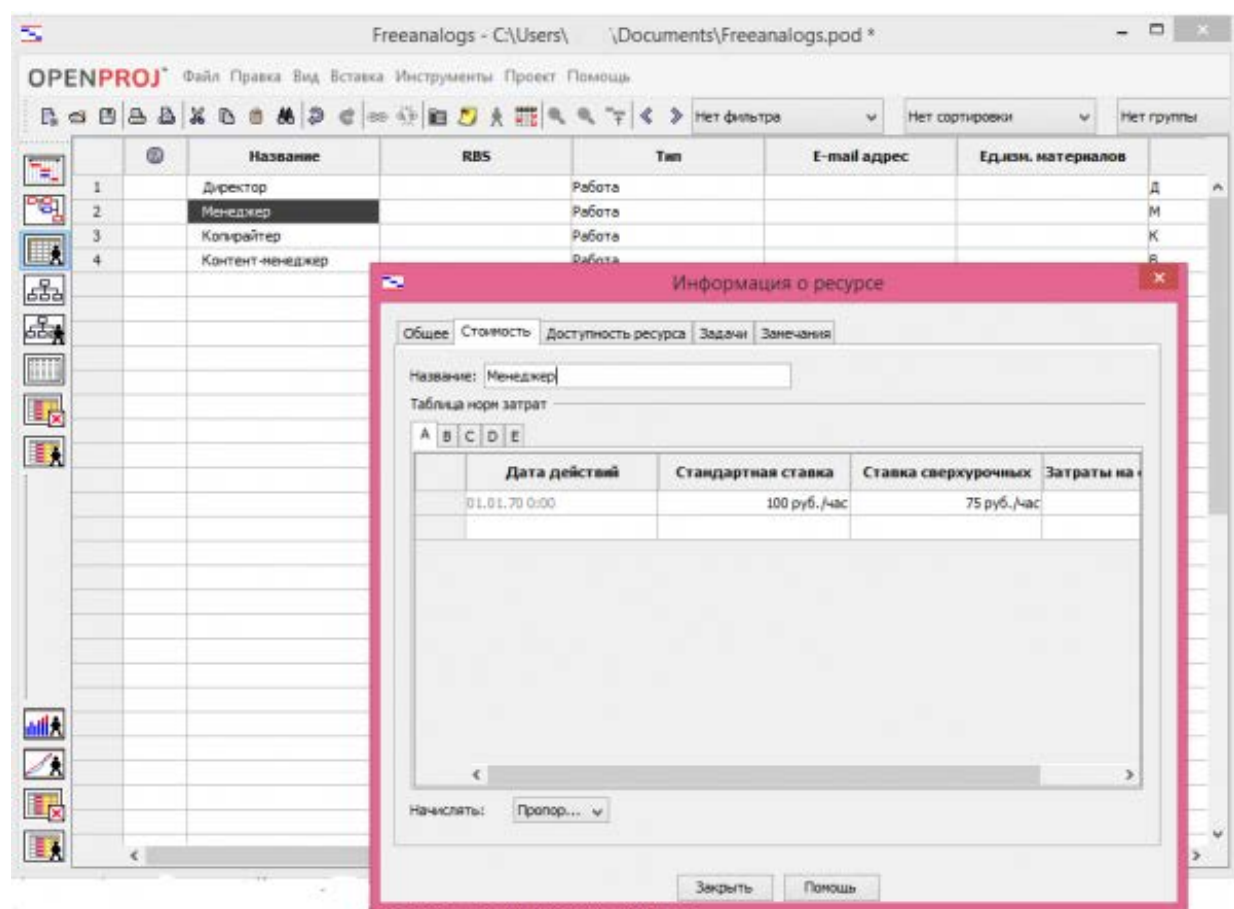 Freeanalogs - C:\Users\ \Documents\Freeanalogs.pod *
OPENPROJ Файл Правка Вид Вставка Инструменты Проект Помощь
Нет фильтра Нет сортировки Нет группы
Название RBS Тип E-mail адрес Ед.изм. материалов
1 Директор Работа Д
2 Менеджер Работа М
3 Копирайтер Работа К
4 Контент-менеджер Работа
Информация о ресурсе
Общее Стоимость Доступность ресурса Задачи Замечания
Название: Менеджер
Таблица норм затрат
A B C D E
Дата действий Стандартная ставка Ставка сверхурочных Затраты на
01.01.70 0:00 100 руб./час 75 руб./час
Начислять: Пропор...
Закрыть Помощь